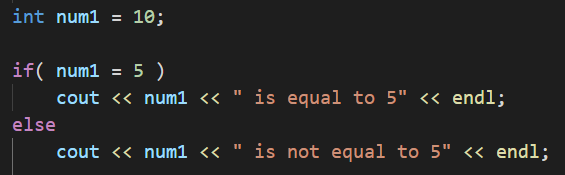 int num1 = 10;
if( num1 = 5 )
cout << num1 << " is equal to 5" << endl;
else
cout << num1 << " is not equal to 5" << endl;